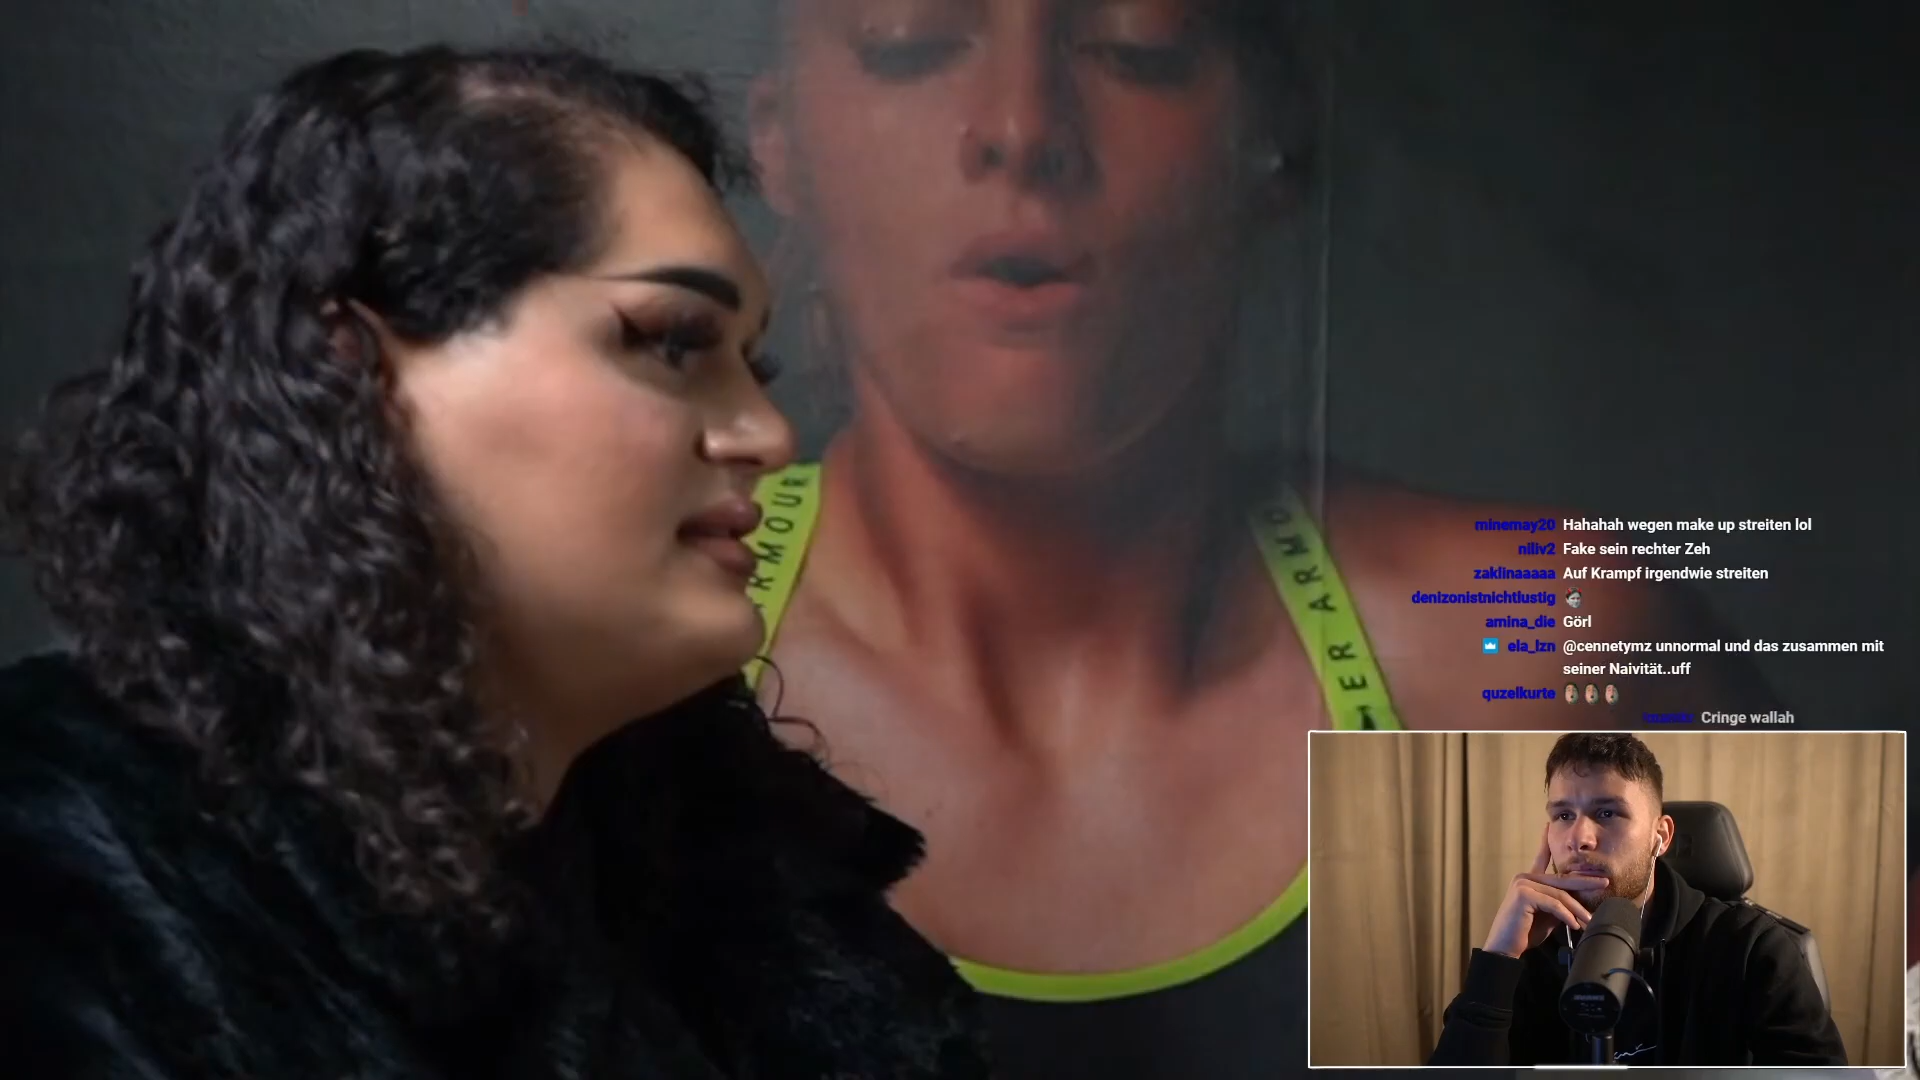 ARMOUR
ER ARMO
minemay20 Hahahah wegen make up streiten lol
niliv2 Fake sein rechter Zeh
zaklinaaaaa Auf Krampf irgendwie streiten
denizonistnichtlustig
amina_die Görl
ela_lzn @cennetymz unnormal und das zusammen mit
seiner Naivität..uff
quzelkurte
Cringe wallah